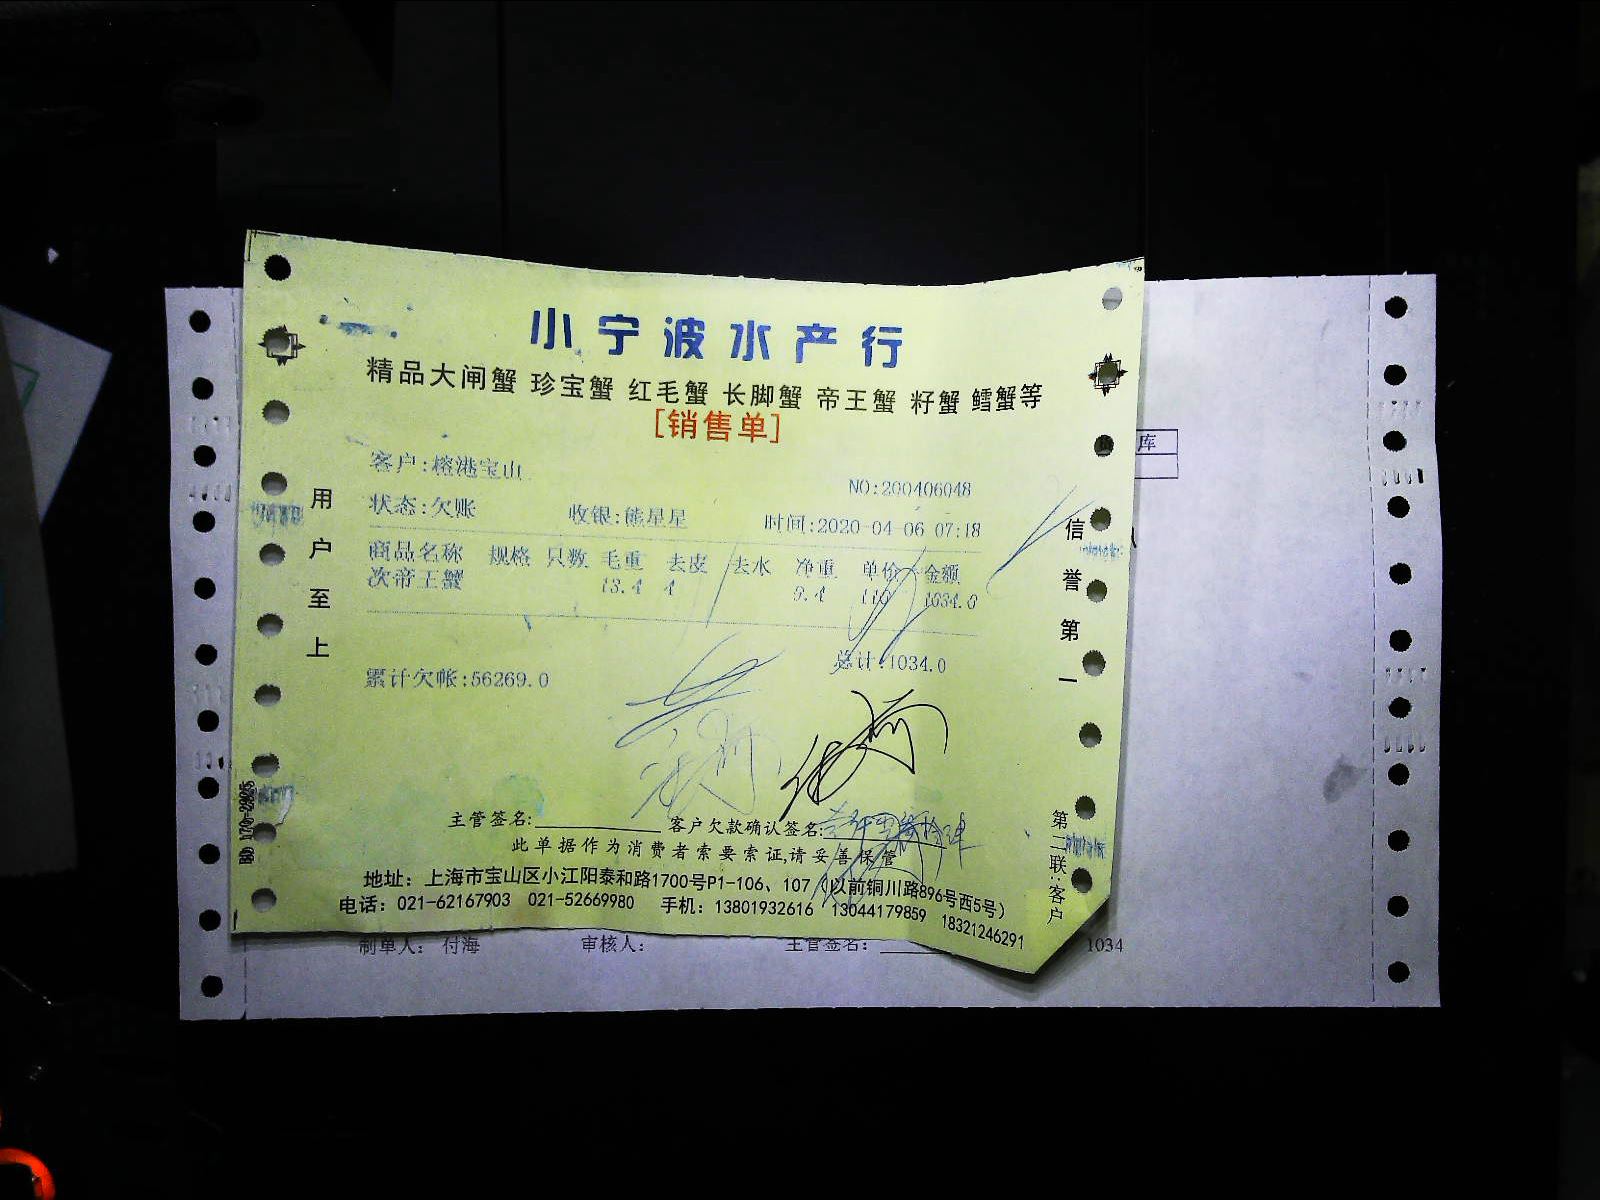 小宁波水产行
精品大闸蟹 珍宝蟹 红毛蟹 长脚蟹 帝王蟹 籽蟹 鳕蟹等
[销售单]
客户:榕港宝山
NO:200406048
状态:欠账 收银:熊星星 时间:2020-04-06 07:18
商品名称 规格 只数 毛重 去皮 去水 净重 单价 金额
次帝王蟹 13.4 4 9.4 110 1034.0
累计欠帐:56269.0 总计:1034.0
主管签名: 客户欠款确认签名:
此单据作为消费者索要索证,请妥善保管
地址：上海市宝山区小江阳泰和路1700号P1-106、107（以前铜川路896号西5号）
电话：021-62167903 021-52669980 手机：13801932616 13044179859 18321246291
用户至上
信誉第一
第二联:客户
库
制单人: 付海 审核人: 主管签名: 1034